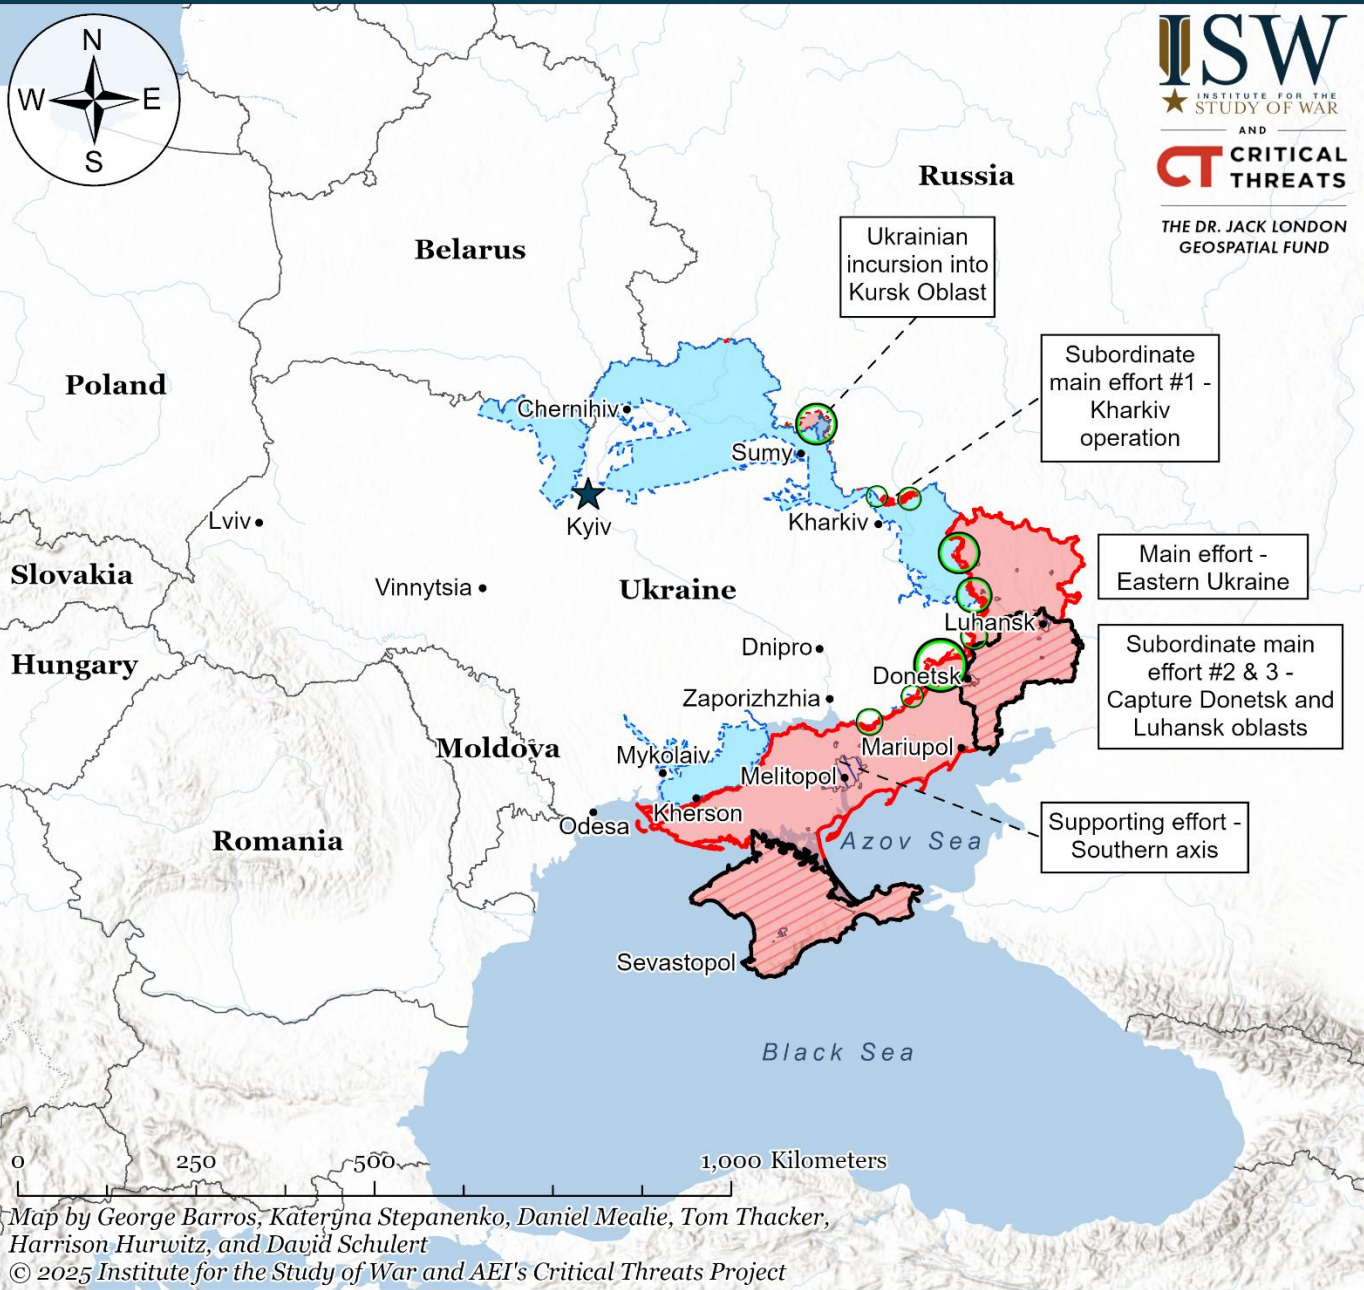 N
W
E
S
ISW
INSTITUTE FOR THE
STUDY OF WAR
AND
CT CRITICAL
THREATS
THE DR. JACK LONDON
GEOSPATIAL FUND
Russia
Belarus
Ukrainian
incursion into
Kursk Oblast
Subordinate
main effort #1 -
Kharkiv
operation
Poland
Chernihiv
Sumy
Lviv
Kyiv
Kharkiv
Main effort -
Eastern Ukraine
Slovakia
Vinnytsia
Ukraine
Luhansk
Subordinate main
effort #2 & 3 -
Capture Donetsk and
Luhansk oblasts
Hungary
Dnipro
Donetsk
Zaporizhzhia
Moldova
Mykolaiv
Mariupol
Melitopol
Kherson
Odesa
Supporting effort -
Southern axis
Romania
Azov Sea
Sevastopol
Black Sea
0 250 500 1,000 Kilometers
Map by George Barros, Kateryna Stepanenko, Daniel Mealie, Tom Thacker,
Harrison Hurwitz, and David Schulert
© 2025 Institute for the Study of War and AEI's Critical Threats Project